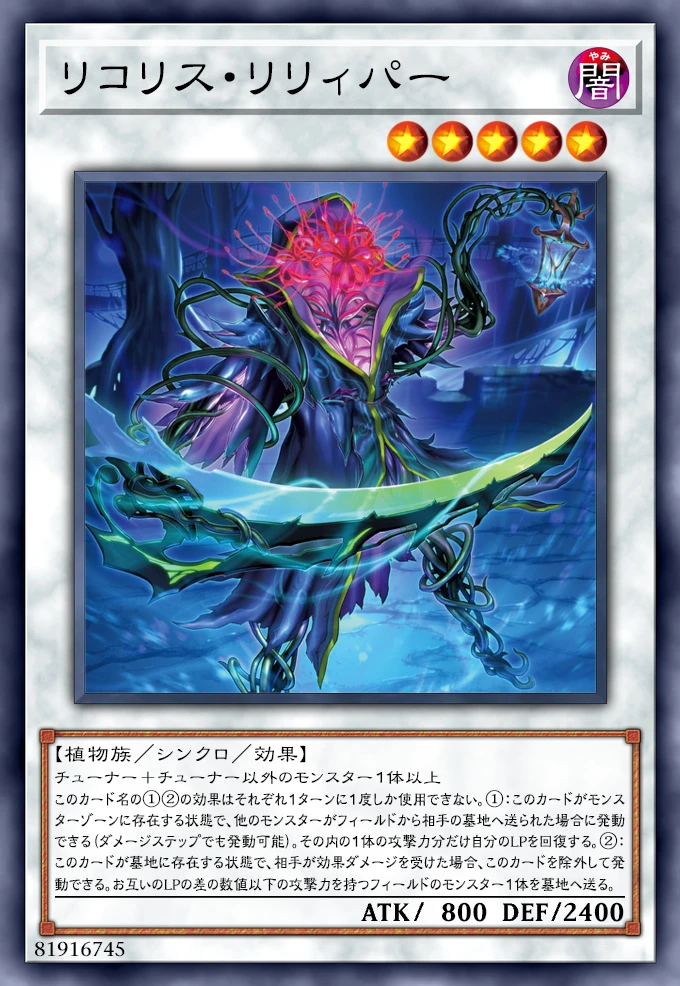 リコリス・リリィパー
やみ
闇
【植物族／シンクロ／効果】
チューナー＋チューナー以外のモンスター１体以上
このカード名の①②の効果はそれぞれ１ターンに１度しか使用できない。①：このカードがモンス
ターゾーンに存在する状態で、他のモンスターがフィールドから相手の墓地へ送られた場合に発動
できる（ダメージステップでも発動可能）。その内の１体の攻撃力分だけ自分のLPを回復する。②：
このカードが墓地に存在する状態で、相手が効果ダメージを受けた場合、このカードを除外して発
動できる。お互いのLPの差の数値以下の攻撃力を持つフィールドのモンスター１体を墓地へ送る。
ATK/ 800 DEF/2400
81916745